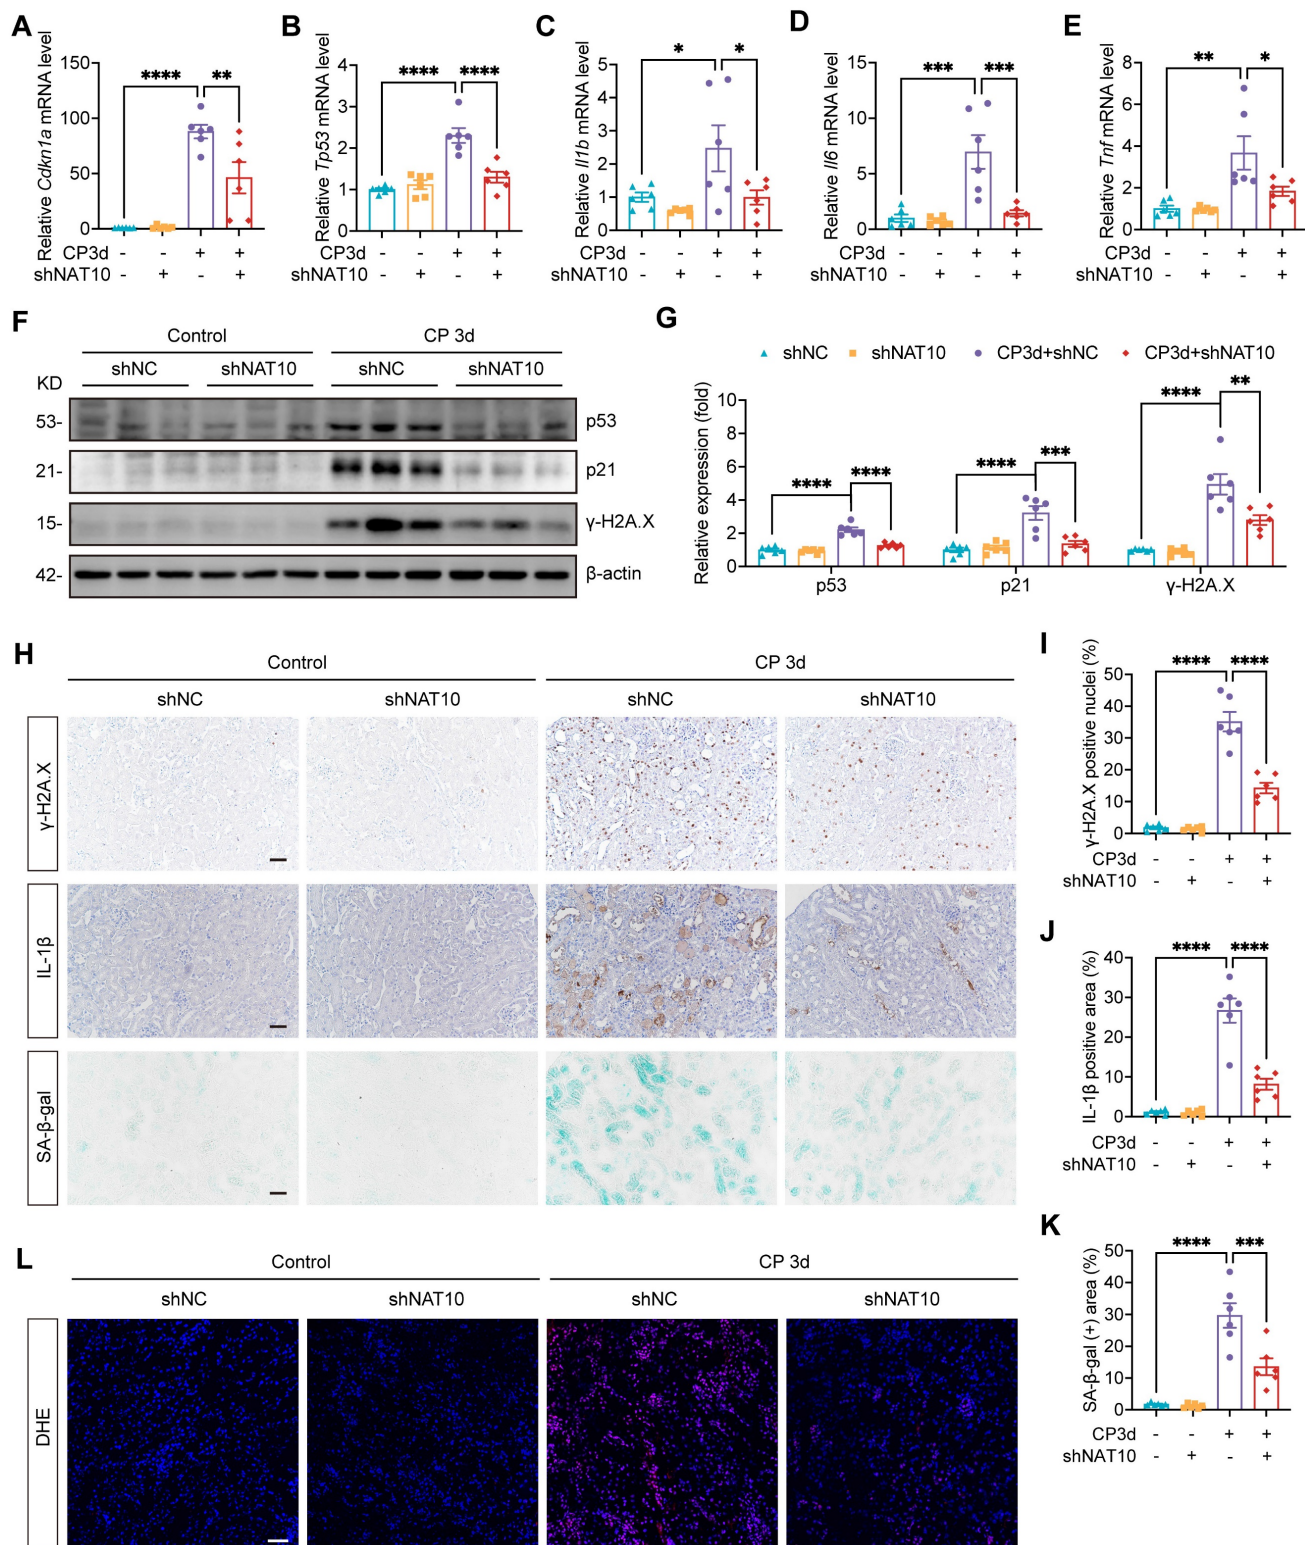 A
Relative Cdkn1a mRNA level
150
100
50
0
**** **
CP3d - - + +
shNAT10 - + - +
B
Relative Tp53 mRNA level
4
3
2
1
0
**** ****
CP3d - - + +
shNAT10 - + - +
C
Relative Il1b mRNA level
5
4
3
2
1
0
* *
CP3d - - + +
shNAT10 - + - +
D
Relative Il6 mRNA level
15
10
5
0
*** ***
CP3d - - + +
shNAT10 - + - +
E
Relative Tnf mRNA level
8
6
4
2
0
** *
CP3d - - + +
shNAT10 - + - +
F
Control CP 3d
shNC shNAT10 shNC shNAT10
KD
53- p53
21- p21
15- γ-H2A.X
42- β-actin
G
shNC shNAT10 CP3d+shNC CP3d+shNAT10
Relative expression (fold)
10
8
6
4
2
0
**** ****
**** ***
**** **
p53 p21 γ-H2A.X
H
Control CP 3d
shNC shNAT10 shNC shNAT10
γ-H2A.X
IL-1β
SA-β-gal
I
γ-H2A.X positive nuclei (%)
50
40
30
20
10
0
**** ****
CP3d - - + +
shNAT10 - + - +
J
IL-1β positive area (%)
40
30
20
10
0
**** ****
CP3d - - + +
shNAT10 - + - +
K
SA-β-gal (+) area (%)
50
40
30
20
10
0
**** ***
CP3d - - + +
shNAT10 - + - +
L
Control CP 3d
shNC shNAT10 shNC shNAT10
DHE